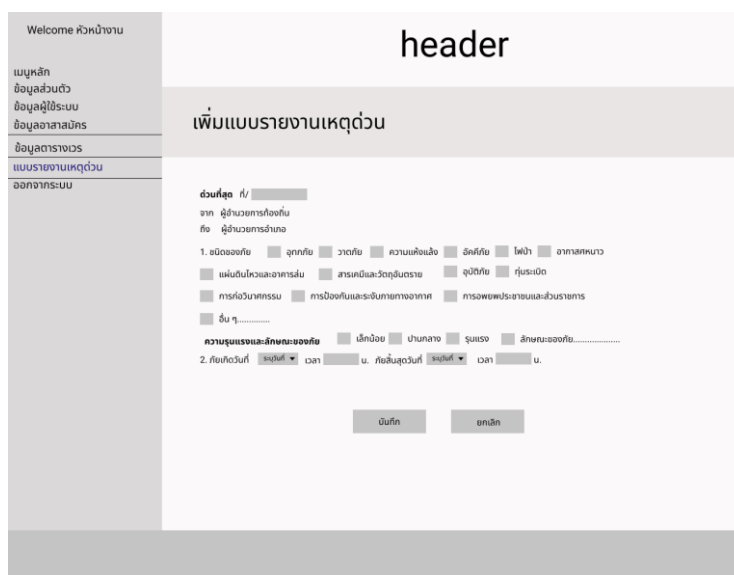 Welcome หัวหน้างาน
header
เมนูหลัก
ข้อมูลส่วนตัว
ข้อมูลผู้ใช้ระบบ
ข้อมูลอาสาสมัคร
ข้อมูลตารางเวร
แบบรายงานเหตุด่วน
ออกจากระบบ
เพิ่มแบบรายงานเหตุด่วน
ด่วนที่สุด ที่/
จาก ผู้อำนวยการท้องถิ่น
ถึง ผู้อำนวยการอำเภอ
1. ชนิดของภัย อุทกภัย วาตภัย ความแห้งแล้ง อัคคีภัย ไฟป่า อากาศหนาว
แผ่นดินไหวและอาคารถล่ม สารเคมีและวัตถุอันตราย อุบัติภัย ทุ่นระเบิด
การก่อวินาศกรรม การป้องกันและระงับภายทางอากาศ การอพยพประชาชนและส่วนราชการ
อื่น ๆ.............
ความรุนแรงและลักษณะของภัย เล็กน้อย ปานกลาง รุนแรง ลักษณะของภัย...................
2. ภัยเกิดวันที่ ระบุวันที่ เวลา น. ภัยสิ้นสุดวันที่ ระบุวันที่ เวลา น.
บันทึก ยกเลิก